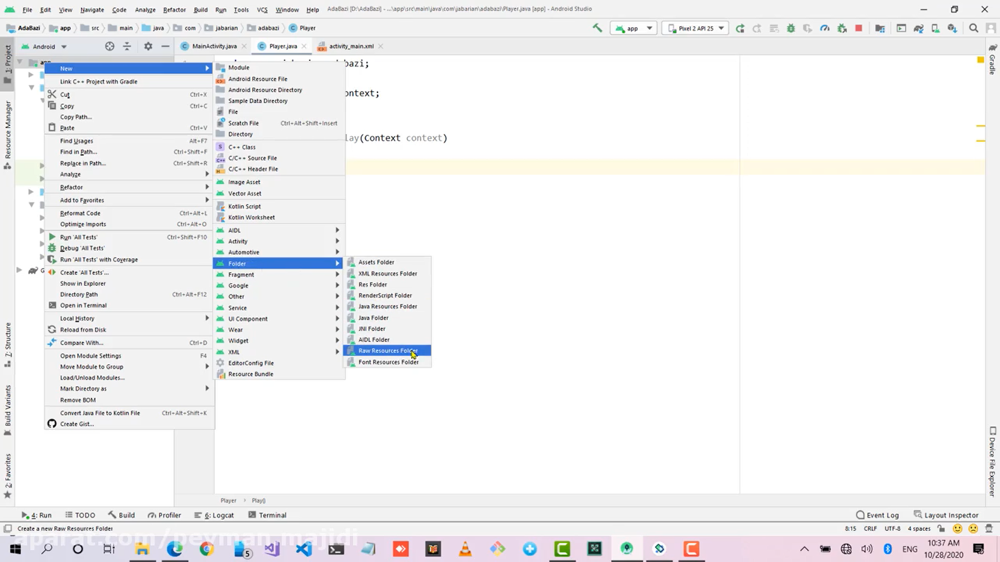 File Edit View Navigate Code Analyze Refactor Build Run Tools VCS Window Help AdaBazi [D:\AdaBazi] - ...\app\src\main\java\com\jabarian\adabazi\Player.java [app] - Android Studio
AdaBazi app src main java com jabarian adabazi Player app Pixel 2 API 25
Android MainActivity.java Player.java activity_main.xml
1: Project
Resource Manager
7: Structure
Build Variants
2: Favorites
Gradle
Device File Explorer
bazi;
ontext;
lay(Context context)
New
Link C++ Project with Gradle
Cut Ctrl+X
Copy Ctrl+C
Copy Path...
Paste Ctrl+V
Find Usages Alt+F7
Find in Path... Ctrl+Shift+F
Replace in Path... Ctrl+Shift+R
Analyze
Refactor
Add to Favorites
Reformat Code Ctrl+Alt+L
Optimize Imports Ctrl+Alt+O
Run 'All Tests' Ctrl+Shift+F10
Debug 'All Tests'
Run 'All Tests' with Coverage
Create 'All Tests'...
Show in Explorer
Directory Path Ctrl+Alt+F12
Open in Terminal
Local History
Reload from Disk
Compare With... Ctrl+D
Open Module Settings F4
Move Module to Group
Load/Unload Modules...
Mark Directory as
Remove BOM
Convert Java File to Kotlin File Ctrl+Alt+Shift+K
Create Gist...
Module
Android Resource File
Android Resource Directory
Sample Data Directory
File
Scratch File Ctrl+Alt+Shift+Insert
Directory
C++ Class
C/C++ Source File
C/C++ Header File
Image Asset
Vector Asset
Kotlin Script
Kotlin Worksheet
AIDL
Activity
Automotive
Folder
Fragment
Google
Other
Service
UI Component
Wear
Widget
XML
EditorConfig File
Resource Bundle
Assets Folder
XML Resources Folder
Res Folder
RenderScript Folder
Java Resources Folder
Java Folder
JNI Folder
AIDL Folder
Raw Resources Folder
Font Resources Folder
Player Play()
4: Run TODO Build Profiler 6: Logcat Terminal Event Log Layout Inspector
Create a new Raw Resources Folder 8:15 CRLF UTF-8 4 spaces
aparat.com/peyman.majidi
5 ENG 10:37 AM
10/28/2020 3